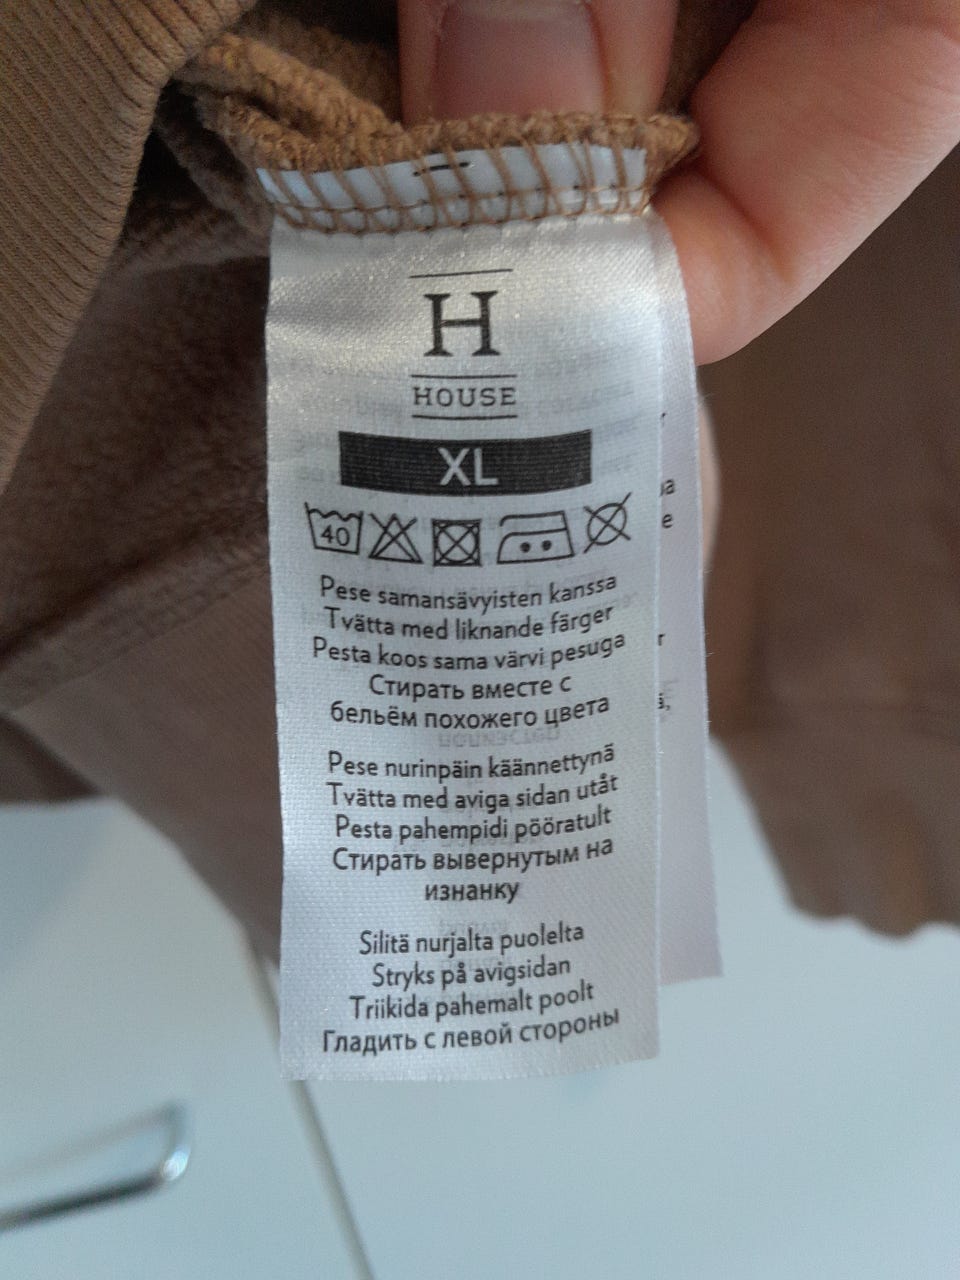 H
HOUSE
XL
40
Pese samansävyisten kanssa
Tvätta med liknande färger
Pesta koos sama värvi pesuga
Стирать вместе с
бельём похожего цвета
Pese nurinpäin käännettynä
Tvätta med aviga sidan utåt
Pesta pahempidi pööratult
Стирать вывернутым на
изнанку
Silitä nurjalta puolelta
Stryks på avigsidan
Triikida pahemalt poolt
Гладить с левой стороны